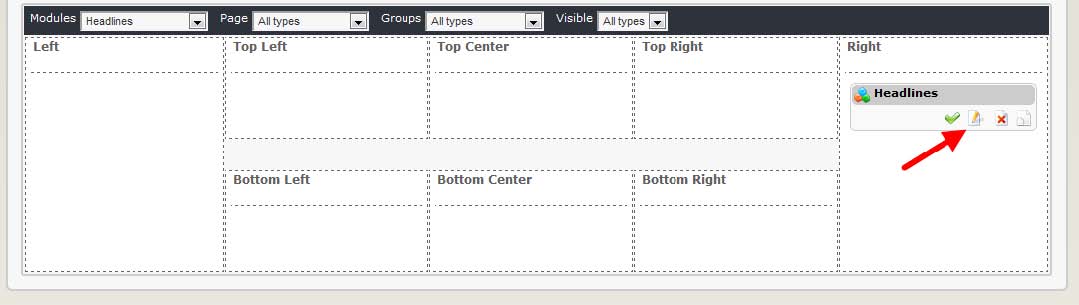 Modules Headlines Page All types Groups All types Visible All types
Left Top Left Top Center Top Right Right
Headlines
Bottom Left Bottom Center Bottom Right